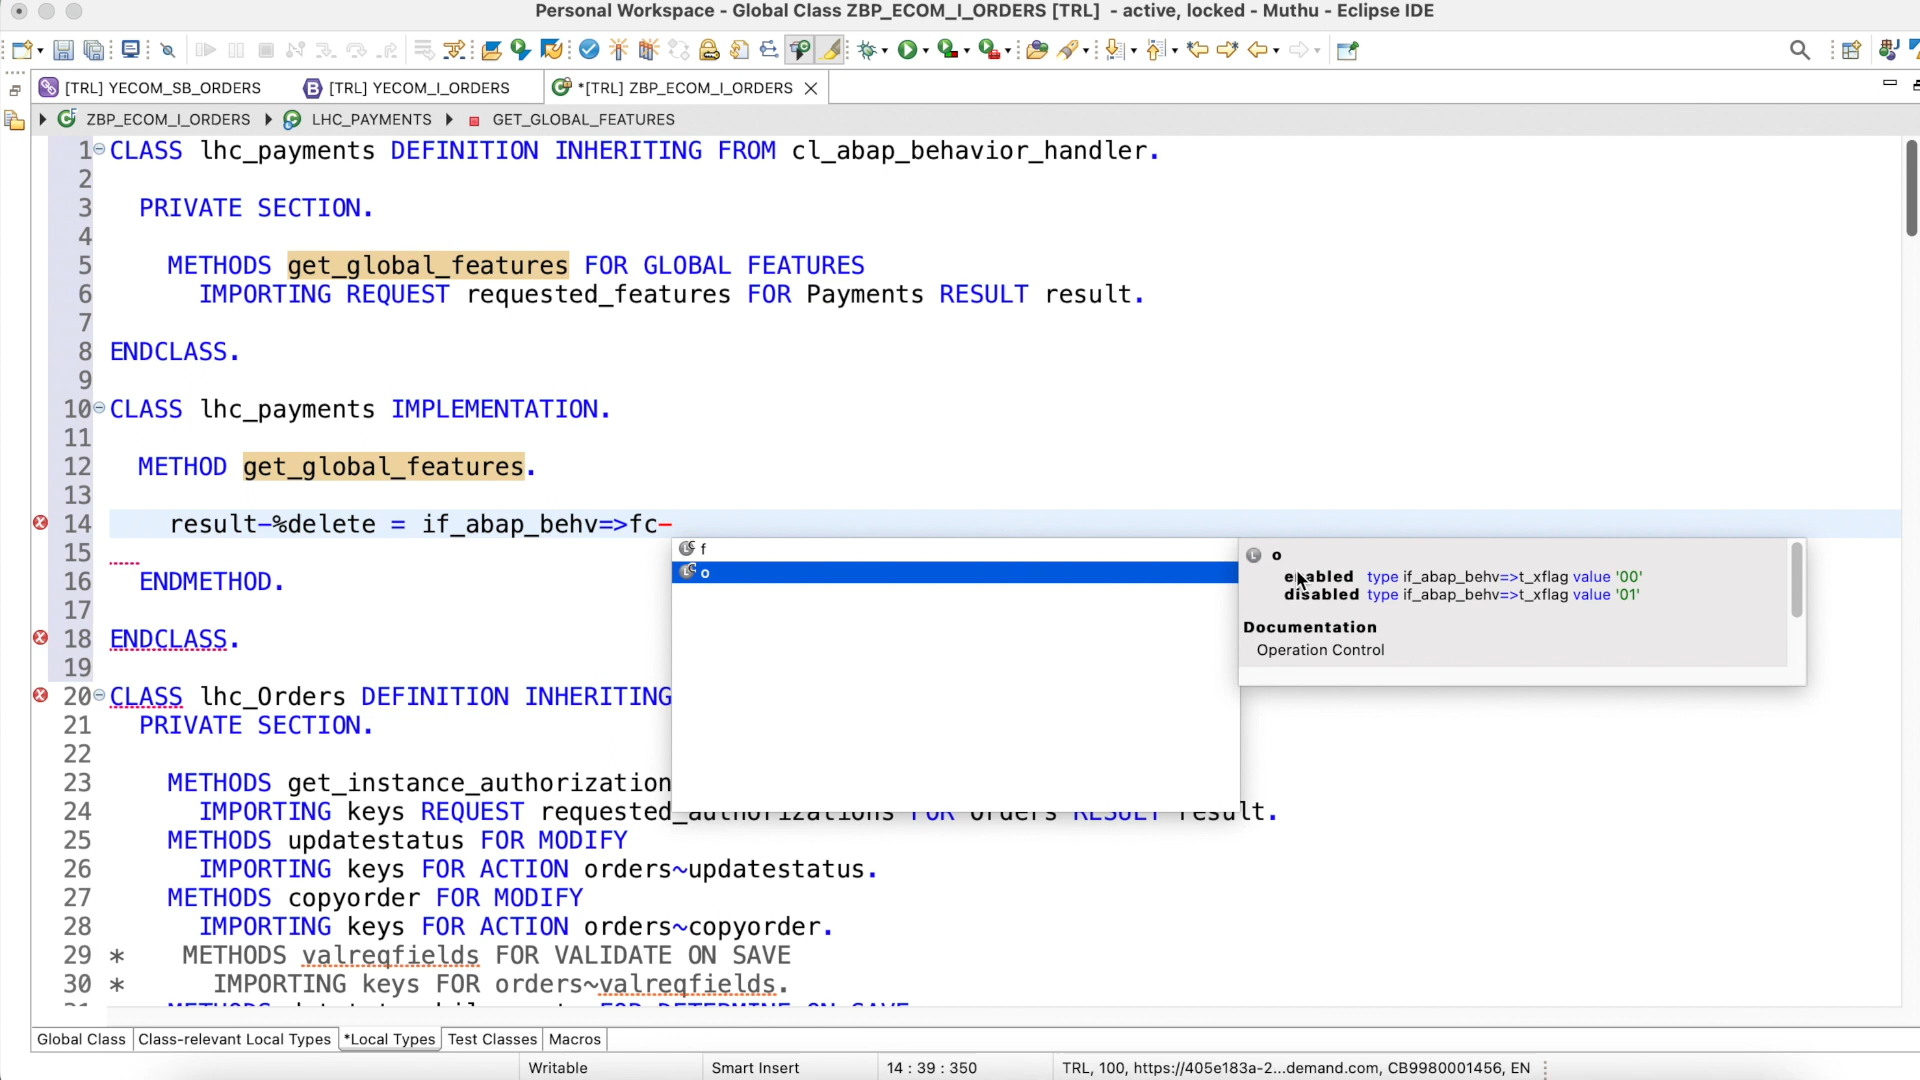 Personal Workspace - Global Class ZBP_ECOM_I_ORDERS [TRL] - active, locked - Muthu - Eclipse IDE
[TRL] YECOM_SB_ORDERS
[TRL] YECOM_I_ORDERS
*[TRL] ZBP_ECOM_I_ORDERS
ZBP_ECOM_I_ORDERS LHC_PAYMENTS GET_GLOBAL_FEATURES
1 CLASS lhc_payments DEFINITION INHERITING FROM cl_abap_behavior_handler.
2
3 PRIVATE SECTION.
4
5 METHODS get_global_features FOR GLOBAL FEATURES
6 IMPORTING REQUEST requested_features FOR Payments RESULT result.
7
8 ENDCLASS.
9
10 CLASS lhc_payments IMPLEMENTATION.
11
12 METHOD get_global_features.
13
14 result-%delete = if_abap_behv=>fc-
15
16 ENDMETHOD.
17
18 ENDCLASS.
19
20 CLASS lhc_Orders DEFINITION INHERITING
21 PRIVATE SECTION.
22
23 METHODS get_instance_authorization
24 IMPORTING keys REQUEST requested_authorizations FOR Orders RESULT result.
25 METHODS updatestatus FOR MODIFY
26 IMPORTING keys FOR ACTION orders~updatestatus.
27 METHODS copyorder FOR MODIFY
28 IMPORTING keys FOR ACTION orders~copyorder.
29 * METHODS valreqfields FOR VALIDATE ON SAVE
30 * IMPORTING keys FOR orders~valreqfields.
f
o
o
enabled type if_abap_behv=>t_xflag value '00'
disabled type if_abap_behv=>t_xflag value '01'
Documentation
Operation Control
Global Class
Class-relevant Local Types
*Local Types
Test Classes
Macros
Writable
Smart Insert
14 : 39 : 350
TRL, 100, https://405e183a-2...demand.com, CB9980001456, EN